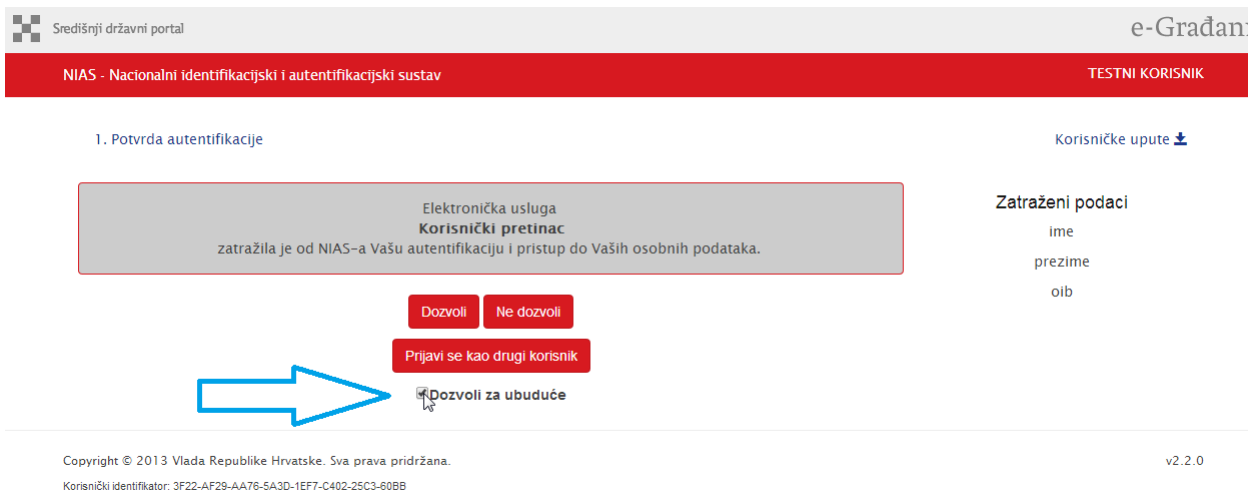 Središnji državni portal
e-Građani
NIAS - Nacionalni identifikacijski i autentifikacijski sustav
TESTNI KORISNIK
1. Potvrda autentifikacije
Korisničke upute
Elektronička usluga
Korisnički pretinac
zatražila je od NIAS-a Vašu autentifikaciju i pristup do Vaših osobnih podataka.
Zatraženi podaci
ime
prezime
oib
Dozvoli
Ne dozvoli
Prijavi se kao drugi korisnik
Dozvoli za ubuduće
Copyright © 2013 Vlada Republike Hrvatske. Sva prava pridržana.
v2.2.0
Korisnički identifikator: 3F22-AF29-AA76-5A3D-1EF7-C402-25C3-60BB